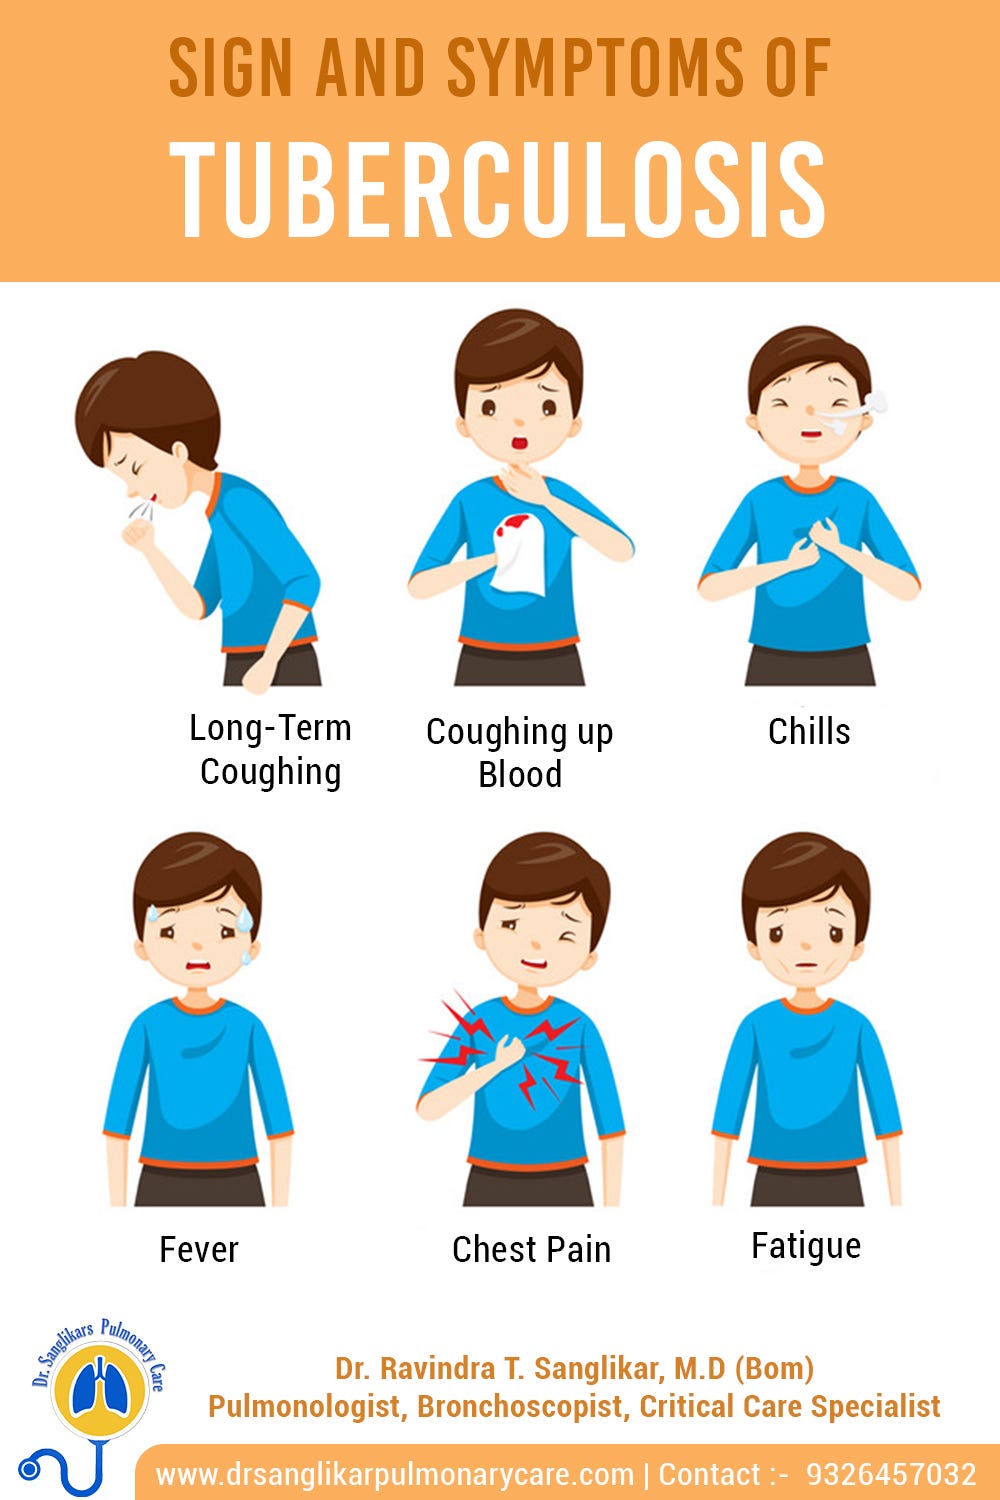 SIGN AND SYMPTOMS OF
TUBERCULOSIS
Long-Term
Coughing
Coughing up
Blood
Chills
Fever
Chest Pain
Fatigue
Dr. Sanglikars Pulmonary Care
Dr. Ravindra T. Sanglikar, M.D (Bom)
Pulmonologist, Bronchoscopist, Critical Care Specialist
www.drsanglikarpulmonarycare.com | Contact :- 9326457032